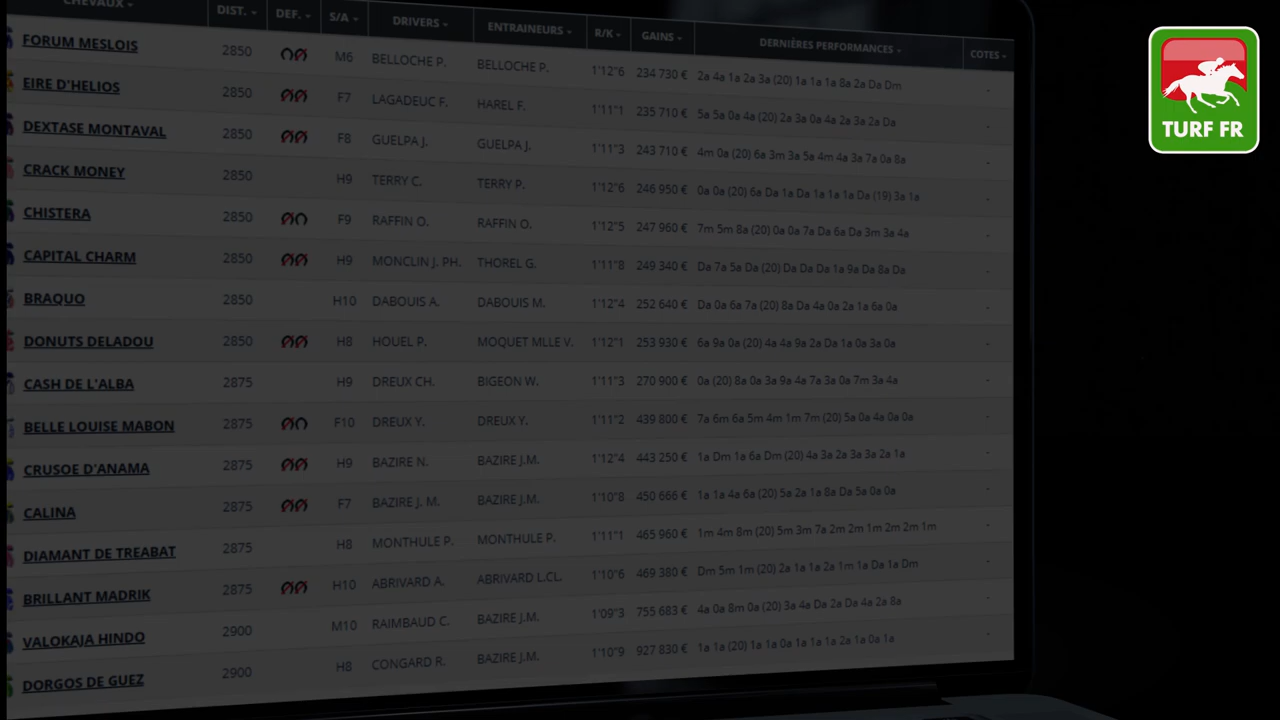 CHEVAUX DIST. DEF. S/A DRIVERS ENTRAINEURS R/K GAINS DERNIÈRES PERFORMANCES COTES
FORUM MESLOIS 2850 M6 BELLOCHE P. BELLOCHE P. 1'12"6 234 730 € 2a 4a 1a 2a 3a (20) 1a 1a 1a 8a 2a Da Dm -
EIRE D'HELIOS 2850 F7 LAGADEUC F. HAREL F. 1'11"1 235 710 € 5a 5a 0a 4a (20) 2a 3a 0a 4a 2a 3a 2a Da -
DEXTASE MONTAVAL 2850 F8 GUELPA J. GUELPA J. 1'11"3 243 710 € 4m 0a (20) 6a 3m 3a 5a 4m 4a 3a 7a 0a 8a -
CRACK MONEY 2850 H9 TERRY C. TERRY P. 1'12"6 246 950 € 0a 0a (20) 6a Da 1a Da 1a 1a 1a Da (19) 3a 1a -
CHISTERA 2850 F9 RAFFIN O. RAFFIN O. 1'12"5 247 960 € 7m 5m 8a (20) 0a 0a 7a Da 6a Da 3m 3a 4a -
CAPITAL CHARM 2850 H9 MONCLIN J. PH. THOREL G. 1'11"8 249 340 € Da 7a 5a Da (20) Da Da Da 1a 9a Da 8a Da -
BRAQUO 2850 H10 DABOUIS A. DABOUIS M. 1'12"4 252 640 € Da 0a 6a 7a (20) 8a Da 4a 0a 2a 1a 6a 0a -
DONUTS DELADOU 2850 H8 HOUEL P. MOQUET MLLE V. 1'12"1 253 930 € 6a 9a 0a (20) 4a 4a 9a 2a Da 1a 0a 3a 0a -
CASH DE L'ALBA 2875 H9 DREUX CH. BIGEON W. 1'11"3 270 900 € 0a (20) 8a 0a 3a 9a 4a 7a 3a 0a 7m 3a 4a -
BELLE LOUISE MABON 2875 F10 DREUX Y. DREUX Y. 1'11"2 439 800 € 7a 6m 6a 5m 4m 1m 7m (20) 5a 0a 4a 0a 0a -
CRUSOE D'ANAMA 2875 H9 BAZIRE N. BAZIRE J.M. 1'12"4 443 250 € 1a Dm 1a 6a Dm (20) 4a 3a 2a 3a 3a 2a 1a -
CALINA 2875 F7 BAZIRE J. M. BAZIRE J.M. 1'10"8 450 666 € 1a 1a 4a 6a (20) 5a 2a 1a 8a Da 5a 0a 0a -
DIAMANT DE TREABAT 2875 H8 MONTHULE P. MONTHULE P. 1'11"1 465 960 € 1m 4m 8m (20) 5m 3m 7a 2m 2m 1m 2m 2m 1m -
BRILLANT MADRIK 2875 H10 ABRIVARD A. ABRIVARD L.CL. 1'10"6 469 380 € Dm 5m 1m (20) 2a 1a 1a 2a 1m 1a Da 1a Dm -
VALOKAJA HINDO 2900 M10 RAIMBAUD C. BAZIRE J.M. 1'09"3 755 683 € 4a 0a 8m 0a (20) 3a 4a Da 2a Da 4a 2a 8a -
DORGOS DE GUEZ 2900 H8 CONGARD R. BAZIRE J.M. 1'10"9 927 830 € 1a 1a (20) 1a 1a 0a 1a 1a 1a 2a 1a 0a 1a -
TURF FR